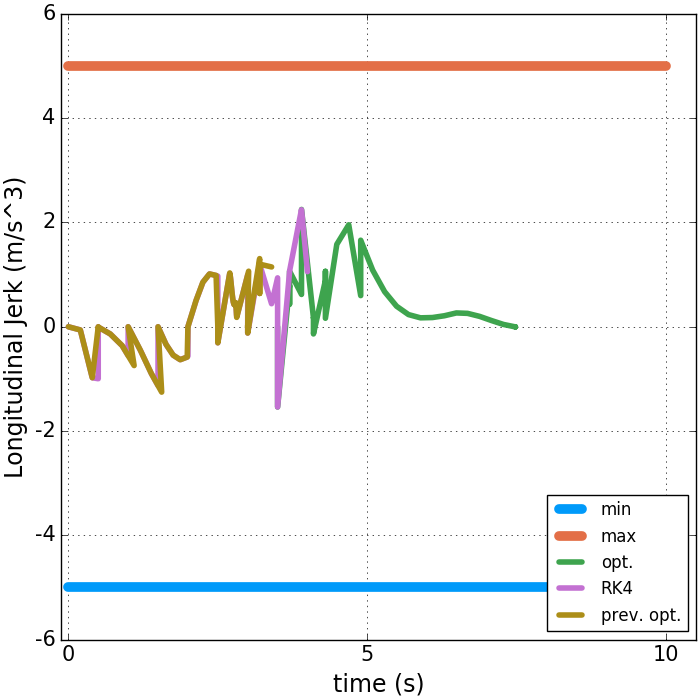 6
4
2
0
-2
-4
-6
Longitudinal Jerk (m/s^3)
0
5
10
time (s)
min
max
opt.
RK4
prev. opt.